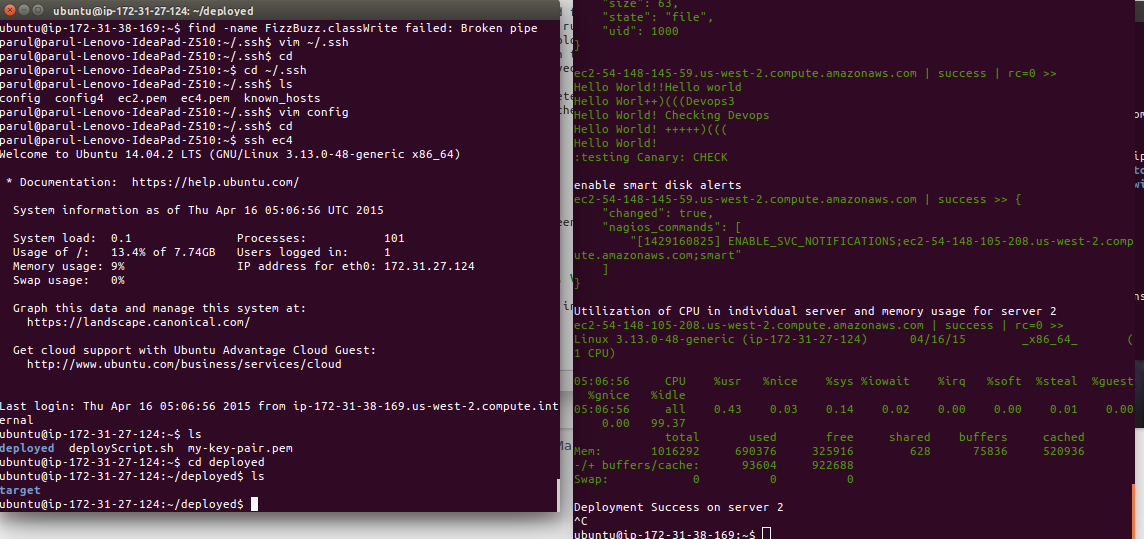 ubuntu@ip-172-31-27-124: ~/deployed
ubuntu@ip-172-31-38-169:~$ find -name FizzBuzz.classWrite failed: Broken pipe
parul@parul-Lenovo-IdeaPad-Z510:~/.ssh$ vim ~/.ssh
parul@parul-Lenovo-IdeaPad-Z510:~/.ssh$ cd
parul@parul-Lenovo-IdeaPad-Z510:~$ cd ~/.ssh
parul@parul-Lenovo-IdeaPad-Z510:~/.ssh$ ls
config  config4  ec2.pem  ec4.pem  known_hosts
parul@parul-Lenovo-IdeaPad-Z510:~/.ssh$ vim config
parul@parul-Lenovo-IdeaPad-Z510:~/.ssh$ cd
parul@parul-Lenovo-IdeaPad-Z510:~$ ssh ec4
Welcome to Ubuntu 14.04.2 LTS (GNU/Linux 3.13.0-48-generic x86_64)
* Documentation:  https://help.ubuntu.com/
System information as of Thu Apr 16 05:06:56 UTC 2015
System load:  0.1    Processes:           101
Usage of /:   13.4% of 7.74GB   Users logged in:     1
Memory usage: 9%    IP address for eth0: 172.31.27.124
Swap usage:   0%
Graph this data and manage this system at:
https://landscape.canonical.com/
Get cloud support with Ubuntu Advantage Cloud Guest:
http://www.ubuntu.com/business/services/cloud
Last login: Thu Apr 16 05:06:56 2015 from ip-172-31-38-169.us-west-2.compute.int
ernal
ubuntu@ip-172-31-27-124:~$ ls
deployed  deployScript.sh  my-key-pair.pem
ubuntu@ip-172-31-27-124:~$ cd deployed
ubuntu@ip-172-31-27-124:~/deployed$ ls
target
ubuntu@ip-172-31-27-124:~/deployed$
"size": 63,
"state": "file",
"uid": 1000
}
ec2-54-148-145-59.us-west-2.compute.amazonaws.com | success | rc=0 >>
Hello World!!Hello world
Hello Worl++)(((Devops3
Hello World! Checking Devops
Hello World! +++++)(((
Hello World!
:testing Canary: CHECK
enable smart disk alerts
ec2-54-148-145-59.us-west-2.compute.amazonaws.com | success >> {
"changed": true,
"nagios_commands": [
"[1429160825] ENABLE_SVC_NOTIFICATIONS;ec2-54-148-105-208.us-west-2.comp
ute.amazonaws.com;smart"
]
}
Utilization of CPU in individual server and memory usage for server 2
ec2-54-148-105-208.us-west-2.compute.amazonaws.com | success | rc=0 >>
Linux 3.13.0-48-generic (ip-172-31-27-124)      04/16/15        _x86_64_       (
1 CPU)
05:06:56     CPU    %usr   %nice    %sys %iowait    %irq   %soft  %steal  %guest
%gnice   %idle
05:06:56     all    0.43    0.03    0.14    0.02    0.00    0.00    0.01    0.00
0.00   99.37
total       used       free     shared    buffers     cached
Mem:       1016292     690376     325916        628      75836     520936
-/+ buffers/cache:      93604     922688
Swap:            0          0          0
Deployment Success on server 2
^C
ubuntu@ip-172-31-38-169:~$